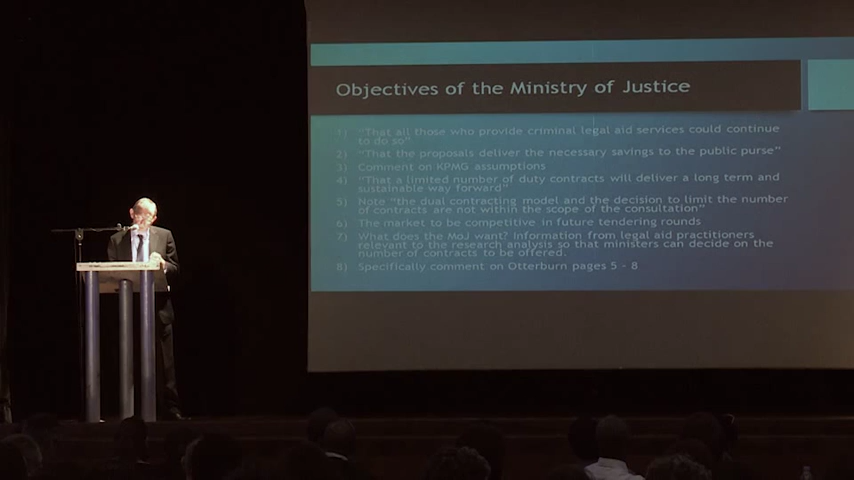 Objectives of the Ministry of Justice
1) "That all those who provide criminal legal aid services could continue
to do so"
2) "That the proposals deliver the necessary savings to the public purse"
3) Comment on KPMG assumptions
4) "That a limited number of duty contracts will deliver a long term and
sustainable way forward"
5) Note "the dual contracting model and the decision to limit the number
of contracts are not within the scope of the consultation"
6) The market to be competitive in future tendering rounds
7) What does the MoJ want? Information from legal aid practitioners
relevant to the research analysis so that ministers can decide on the
number of contracts to be offered.
8) Specifically comment on Otterburn pages 5 - 8